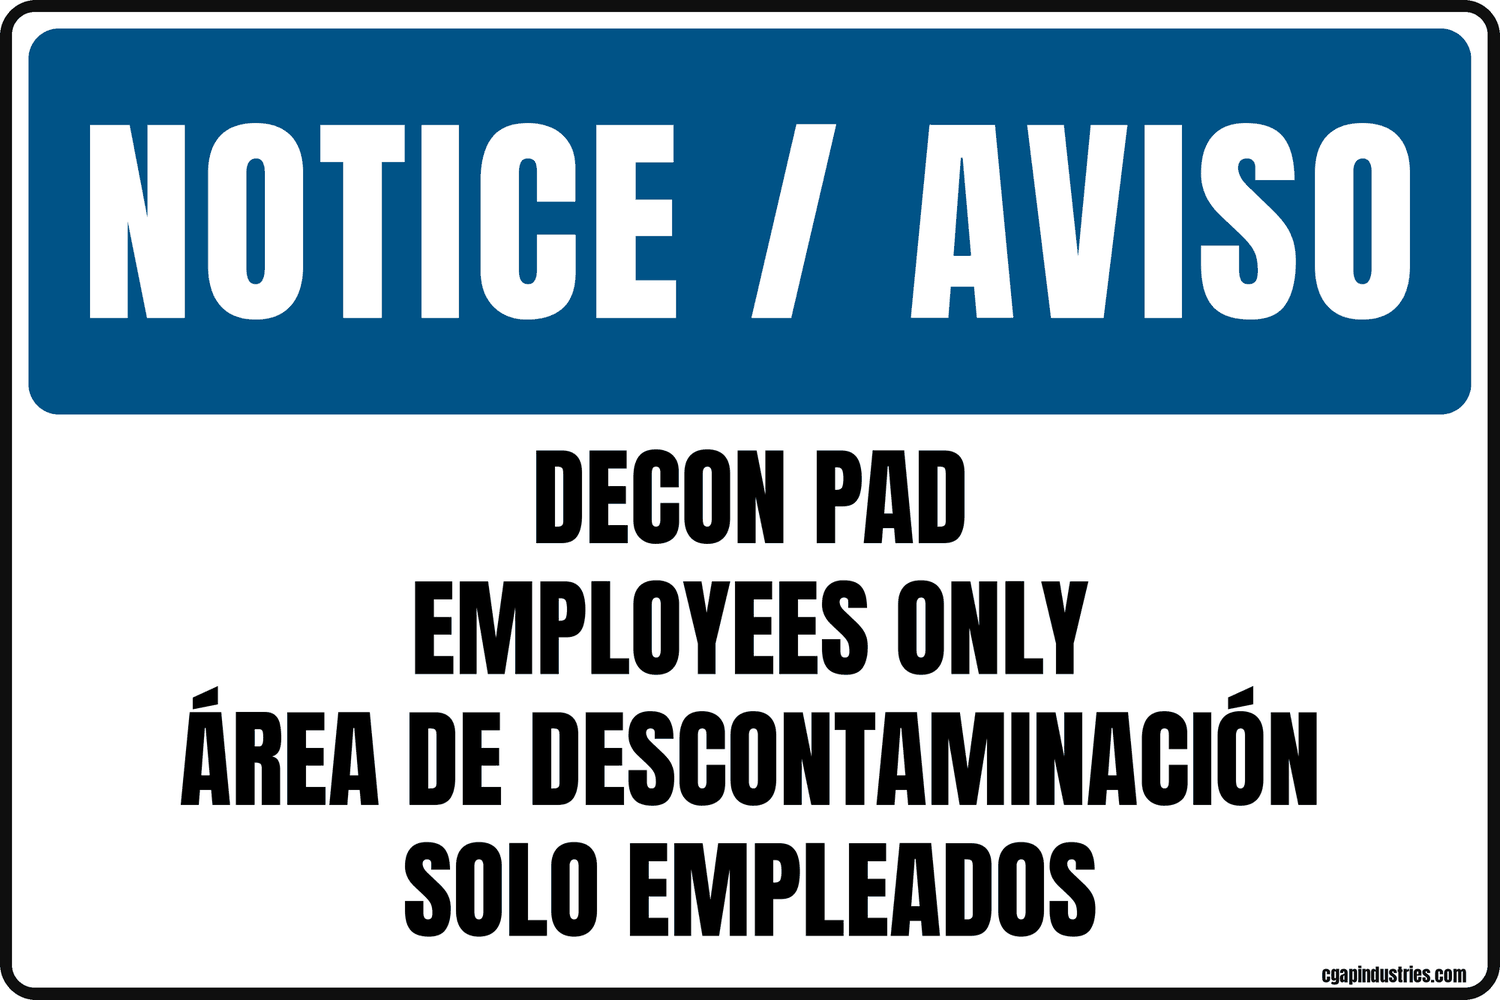 NOTICE / AVISO
DECON PAD
EMPLOYEES ONLY
ÁREA DE DESCONTAMINACIÓN
SOLO EMPLEADOS
cgapindustries.com